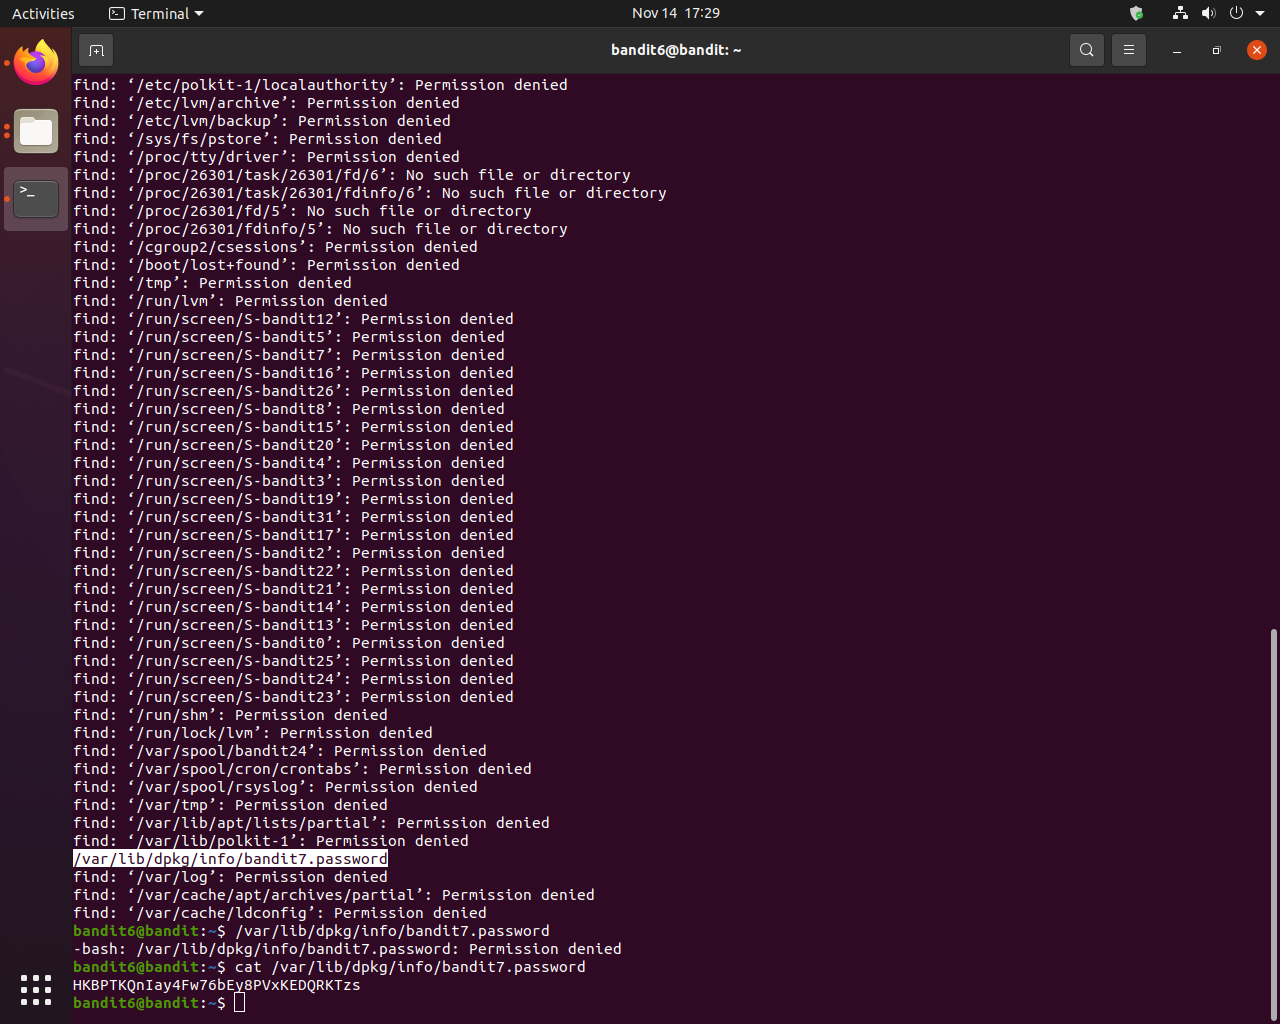 Activities Terminal Nov 14 17:29
bandit6@bandit: ~
find: ‘/etc/polkit-1/localauthority’: Permission denied
find: ‘/etc/lvm/archive’: Permission denied
find: ‘/etc/lvm/backup’: Permission denied
find: ‘/sys/fs/pstore’: Permission denied
find: ‘/proc/tty/driver’: Permission denied
find: ‘/proc/26301/task/26301/fd/6’: No such file or directory
find: ‘/proc/26301/task/26301/fdinfo/6’: No such file or directory
find: ‘/proc/26301/fd/5’: No such file or directory
find: ‘/proc/26301/fdinfo/5’: No such file or directory
find: ‘/cgroup2/csessions’: Permission denied
find: ‘/boot/lost+found’: Permission denied
find: ‘/tmp’: Permission denied
find: ‘/run/lvm’: Permission denied
find: ‘/run/screen/S-bandit12’: Permission denied
find: ‘/run/screen/S-bandit5’: Permission denied
find: ‘/run/screen/S-bandit7’: Permission denied
find: ‘/run/screen/S-bandit16’: Permission denied
find: ‘/run/screen/S-bandit26’: Permission denied
find: ‘/run/screen/S-bandit8’: Permission denied
find: ‘/run/screen/S-bandit15’: Permission denied
find: ‘/run/screen/S-bandit20’: Permission denied
find: ‘/run/screen/S-bandit4’: Permission denied
find: ‘/run/screen/S-bandit3’: Permission denied
find: ‘/run/screen/S-bandit19’: Permission denied
find: ‘/run/screen/S-bandit31’: Permission denied
find: ‘/run/screen/S-bandit17’: Permission denied
find: ‘/run/screen/S-bandit2’: Permission denied
find: ‘/run/screen/S-bandit22’: Permission denied
find: ‘/run/screen/S-bandit21’: Permission denied
find: ‘/run/screen/S-bandit14’: Permission denied
find: ‘/run/screen/S-bandit13’: Permission denied
find: ‘/run/screen/S-bandit0’: Permission denied
find: ‘/run/screen/S-bandit25’: Permission denied
find: ‘/run/screen/S-bandit24’: Permission denied
find: ‘/run/screen/S-bandit23’: Permission denied
find: ‘/run/shm’: Permission denied
find: ‘/run/lock/lvm’: Permission denied
find: ‘/var/spool/bandit24’: Permission denied
find: ‘/var/spool/cron/crontabs’: Permission denied
find: ‘/var/spool/rsyslog’: Permission denied
find: ‘/var/tmp’: Permission denied
find: ‘/var/lib/apt/lists/partial’: Permission denied
find: ‘/var/lib/polkit-1’: Permission denied
/var/lib/dpkg/info/bandit7.password
find: ‘/var/log’: Permission denied
find: ‘/var/cache/apt/archives/partial’: Permission denied
find: ‘/var/cache/ldconfig’: Permission denied
bandit6@bandit:~$ /var/lib/dpkg/info/bandit7.password
-bash: /var/lib/dpkg/info/bandit7.password: Permission denied
bandit6@bandit:~$ cat /var/lib/dpkg/info/bandit7.password
HKBPTKQnIay4Fw76bEy8PVxKEDQRKTzs
bandit6@bandit:~$